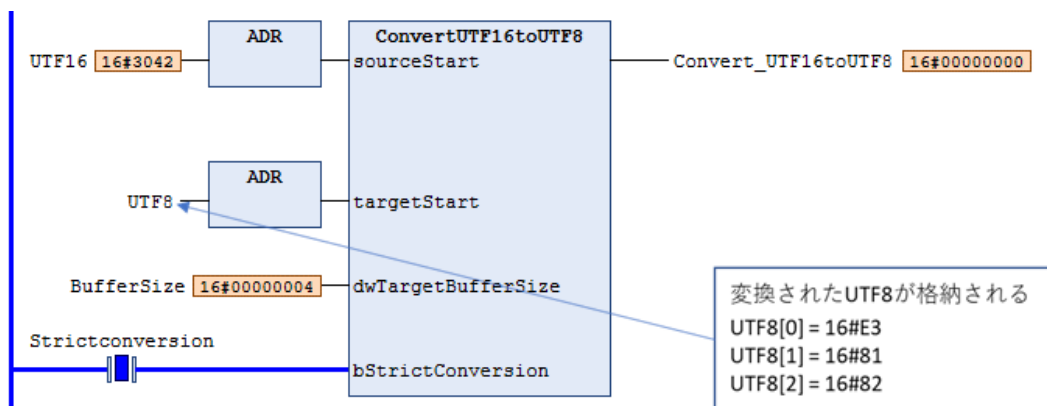 ADR
ConvertUTF16toUTF8
UTF16 16#3042
sourceStart
Convert_UTF16toUTF8 16#00000000
ADR
UTF8
targetStart
BufferSize 16#00000004
dwTargetBufferSize
Strictconversion
bStrictConversion
変換されたUTF8が格納される
UTF8[0] = 16#E3
UTF8[1] = 16#81
UTF8[2] = 16#82